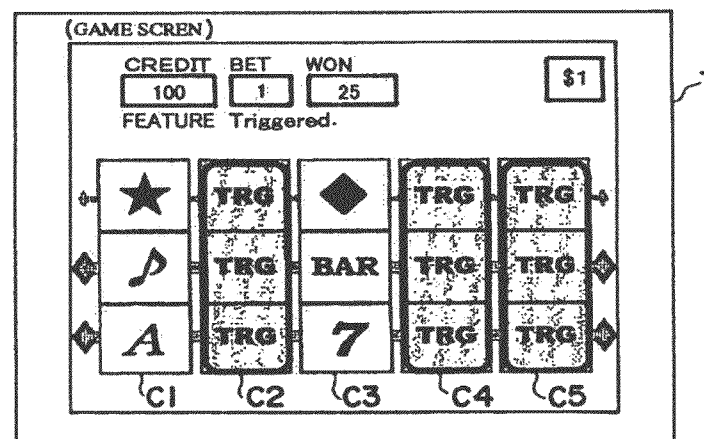 (GAME SCREN)
CREDIT BET WON
100 1 25 $1
FEATURE Triggered.
TRG TRG TRG
TRG BAR TRG TRG
A TRG 7 TRG TRG
C1 C2 C3 C4 C5